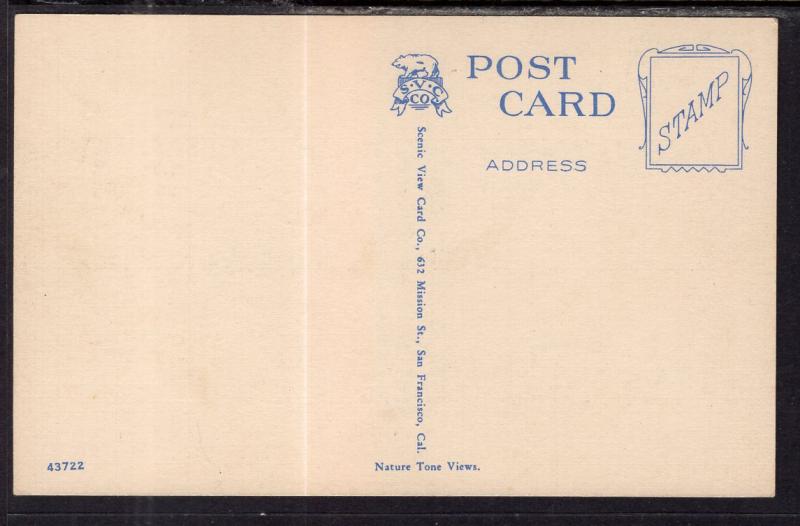 S.V.C.
CO.
POST
CARD
STAMP
ADDRESS
Scenic View Card Co., 632 Mission St., San Francisco, Cal.
43722
Nature Tone Views.